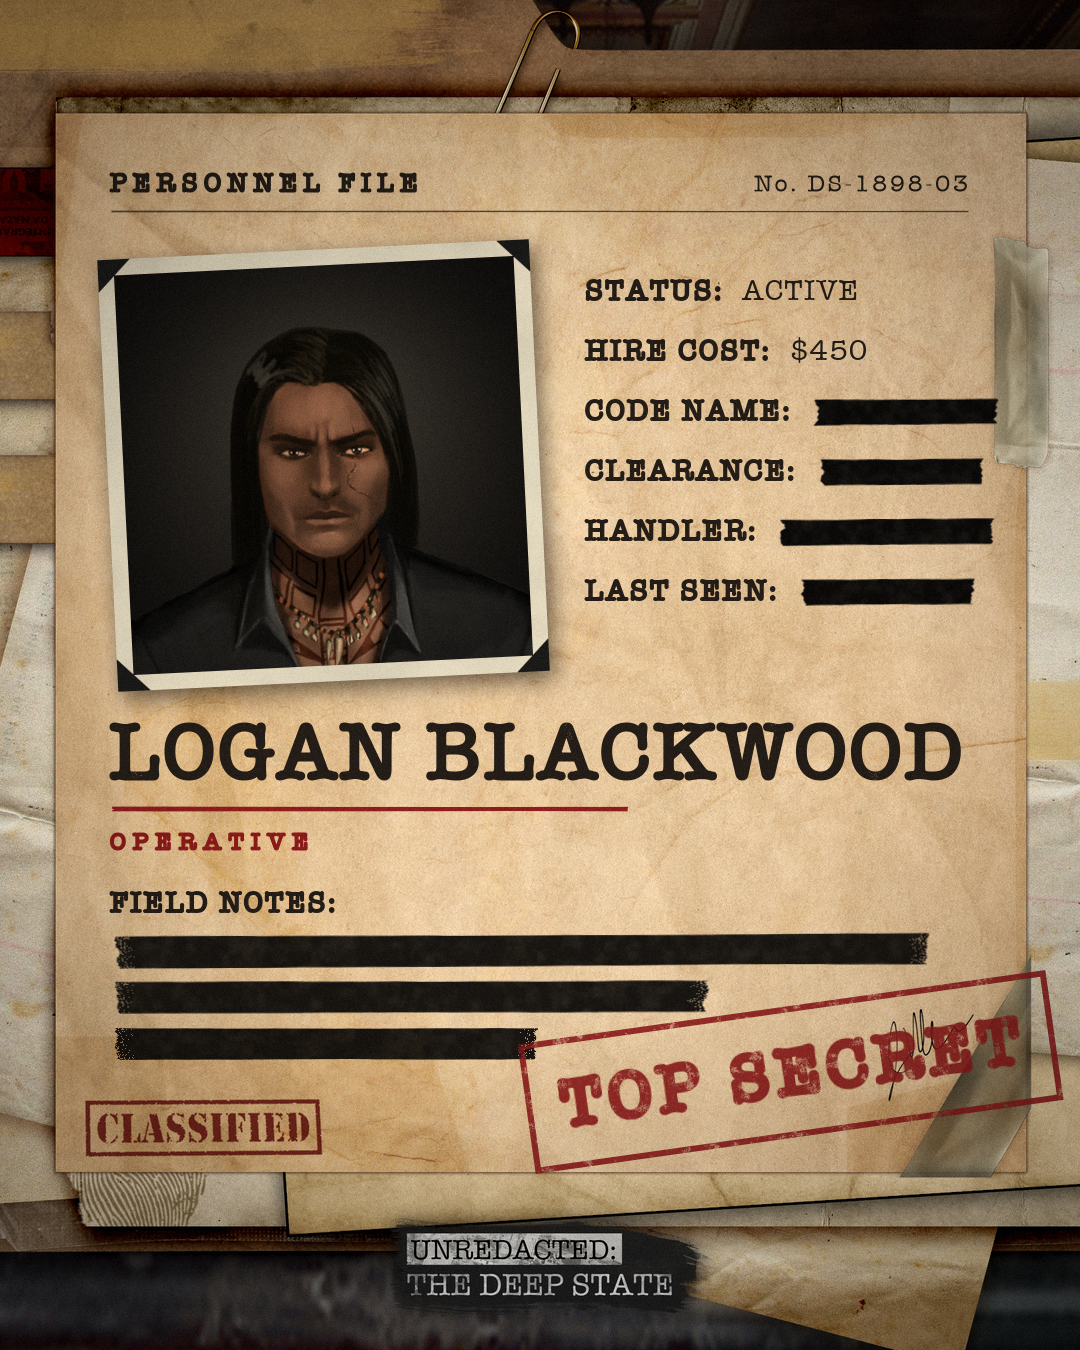 PERSONNEL FILE
No. DS-1898-03
STATUS: ACTIVE
HIRE COST: $450
CODE NAME:
CLEARANCE:
HANDLER:
LAST SEEN:
LOGAN BLACKWOOD
OPERATIVE
FIELD NOTES:
TOP SECRET
CLASSIFIED
UNREDACTED:
THE DEEP STATE